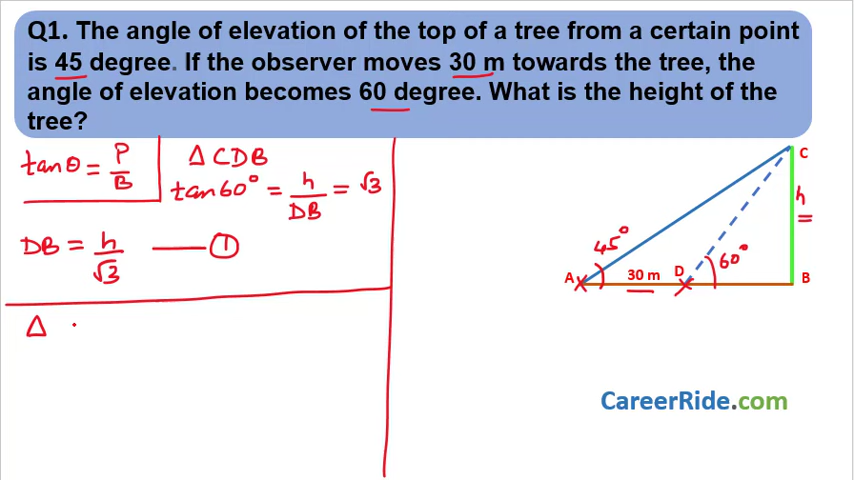 Q1. The angle of elevation of the top of a tree from a certain point
is 45 degree. If the observer moves 30 m towards the tree, the
angle of elevation becomes 60 degree. What is the height of the
tree?
tanθ = P/B
Δ CDB
tan60° = h/DB = √3
DB = h/√3 —— ①
Δ
C
h
45°
60°
A
30 m
D
B
CareerRide.com